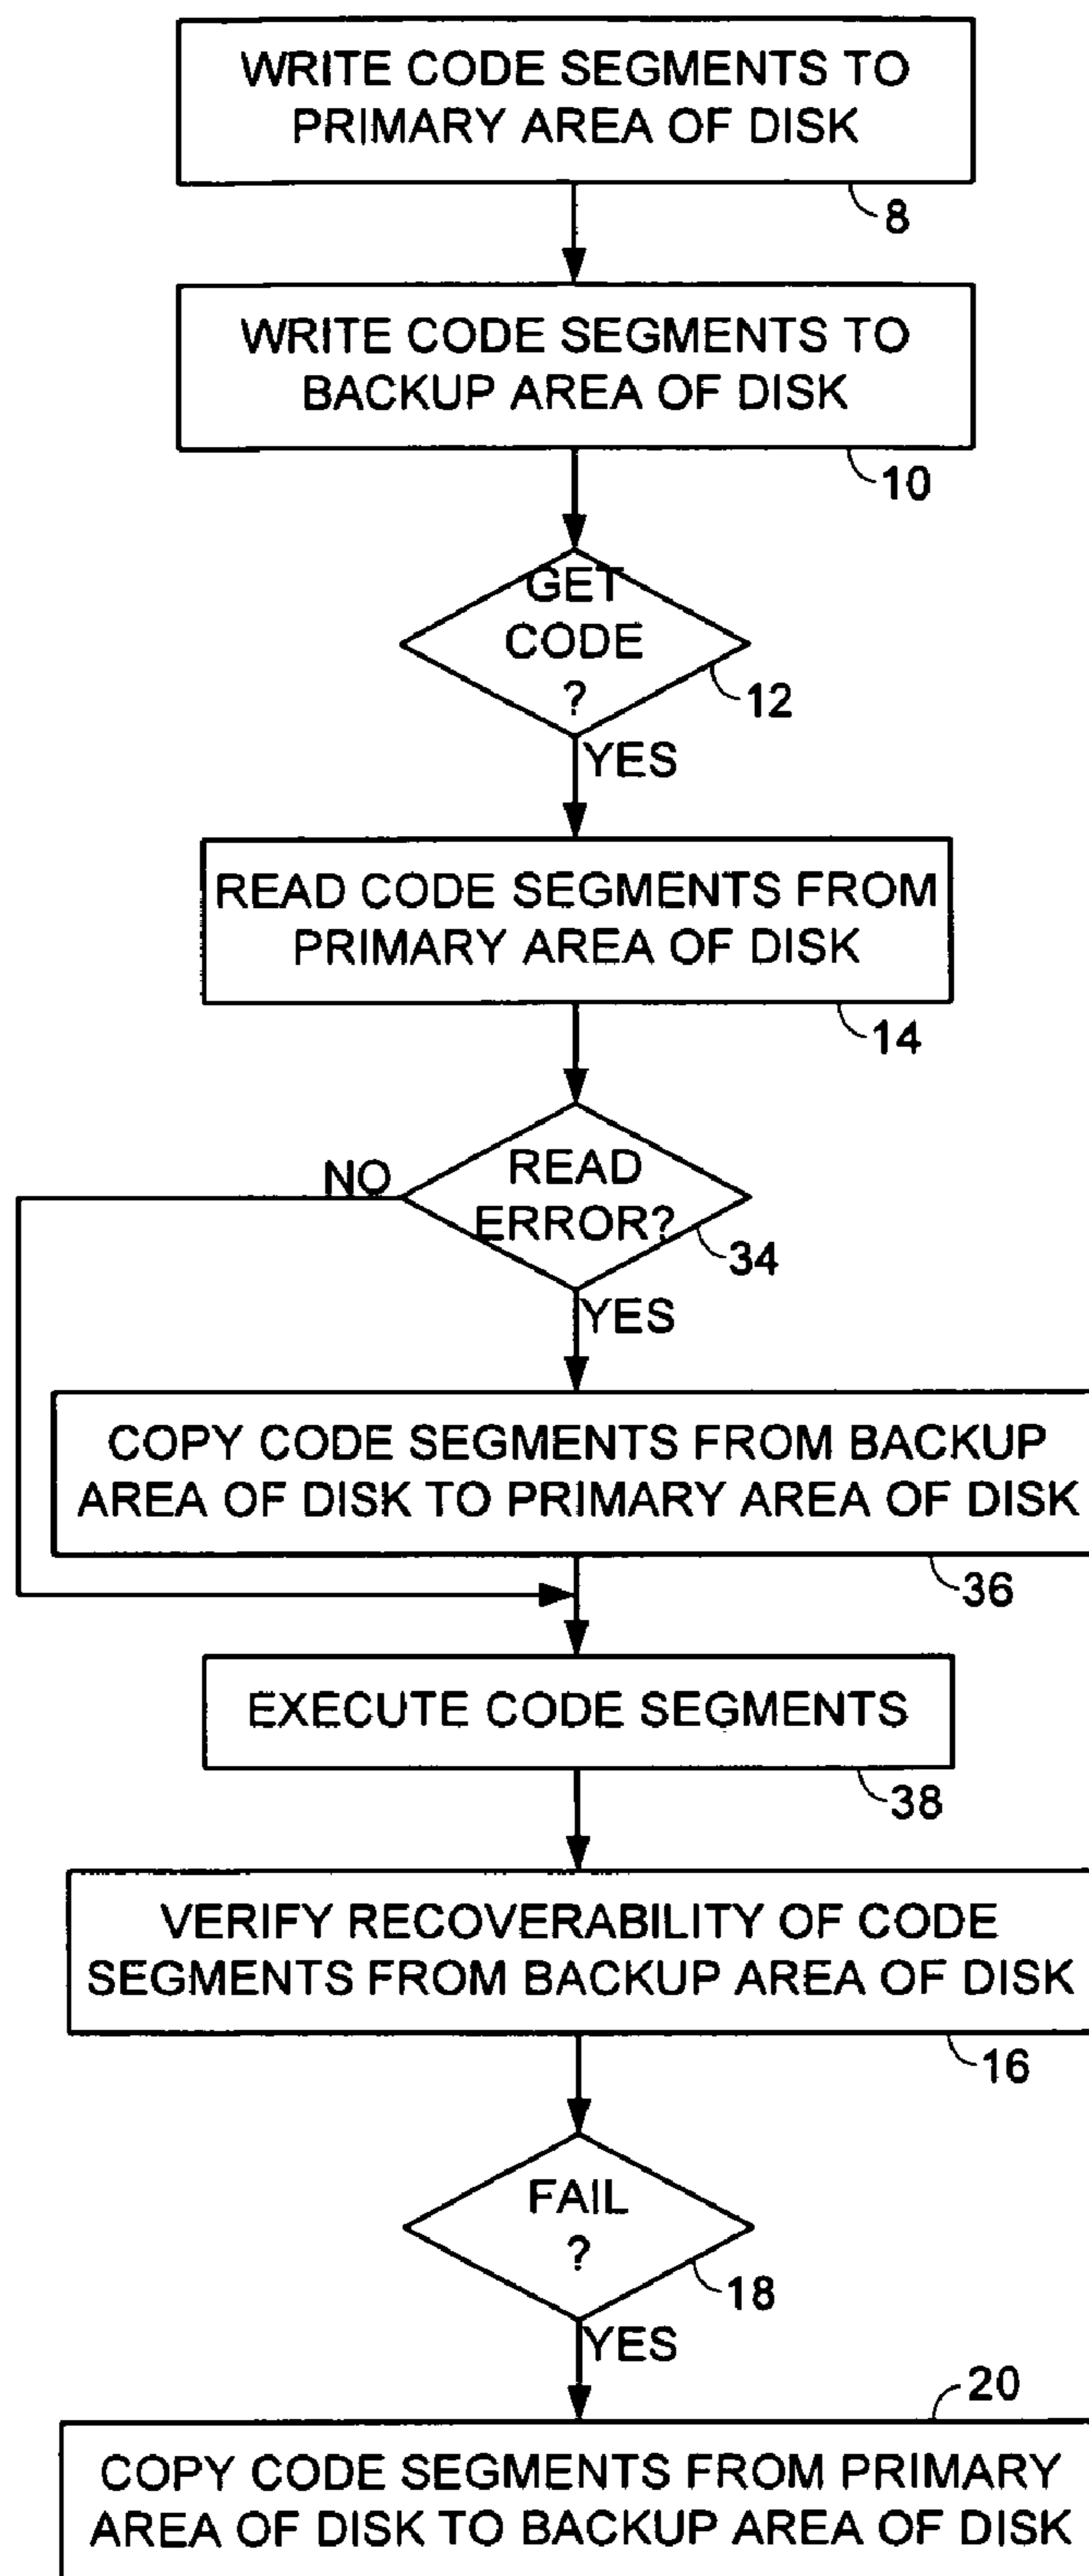 WRITE CODE SEGMENTS TO
PRIMARY AREA OF DISK
8
WRITE CODE SEGMENTS TO
BACKUP AREA OF DISK
10
GET
CODE
?
12
YES
READ CODE SEGMENTS FROM
PRIMARY AREA OF DISK
14
NO
READ
ERROR?
34
YES
COPY CODE SEGMENTS FROM BACKUP
AREA OF DISK TO PRIMARY AREA OF DISK
36
EXECUTE CODE SEGMENTS
38
VERIFY RECOVERABILITY OF CODE
SEGMENTS FROM BACKUP AREA OF DISK
16
FAIL
?
18
YES
20
COPY CODE SEGMENTS FROM PRIMARY
AREA OF DISK TO BACKUP AREA OF DISK